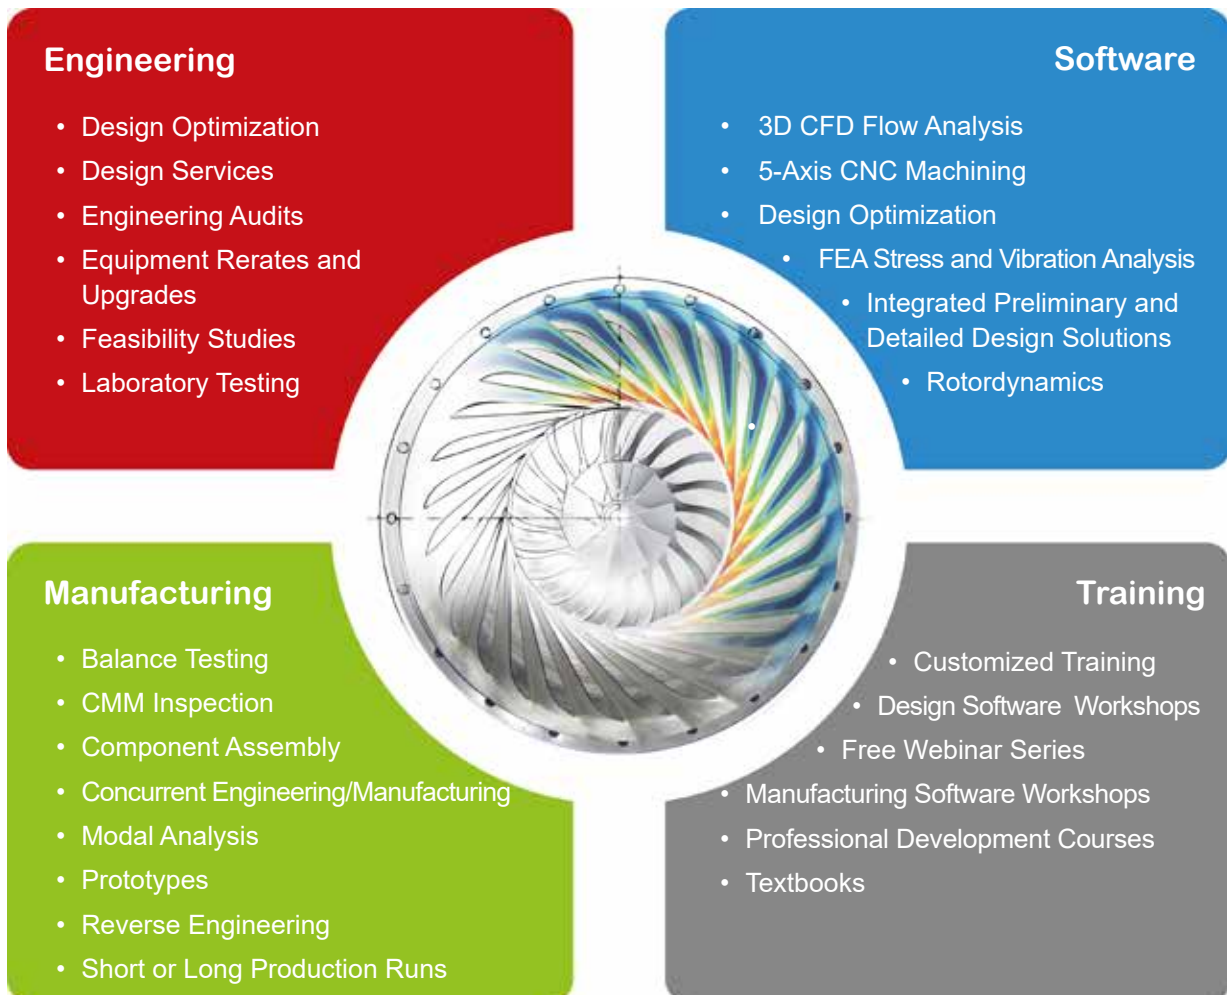 Engineering
• Design Optimization
• Design Services
• Engineering Audits
• Equipment Rerates and
Upgrades
• Feasibility Studies
• Laboratory Testing
Software
• 3D CFD Flow Analysis
• 5-Axis CNC Machining
• Design Optimization
• FEA Stress and Vibration Analysis
• Integrated Preliminary and
Detailed Design Solutions
• Rotordynamics
Manufacturing
• Balance Testing
• CMM Inspection
• Component Assembly
• Concurrent Engineering/Manufacturing
• Modal Analysis
• Prototypes
• Reverse Engineering
• Short or Long Production Runs
Training
• Customized Training
• Design Software Workshops
• Free Webinar Series
• Manufacturing Software Workshops
• Professional Development Courses
• Textbooks